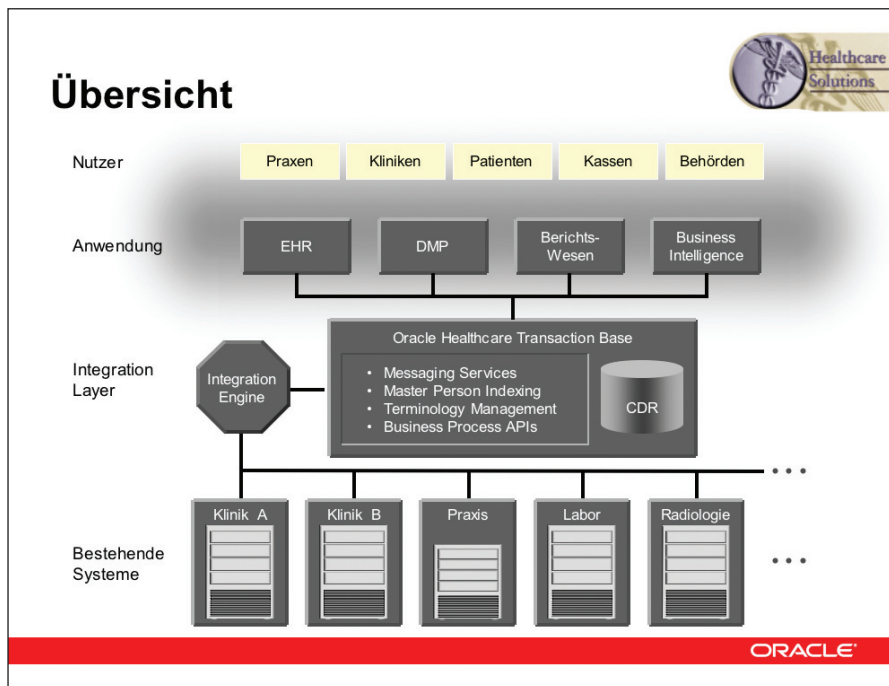 Healthcare
Solutions
Übersicht
Nutzer
Praxen
Kliniken
Patienten
Kassen
Behörden
Anwendung
EHR
DMP
Berichts-
Wesen
Business
Intelligence
Integration
Layer
Integration
Engine
Oracle Healthcare Transaction Base
• Messaging Services
• Master Person Indexing
• Terminology Management
• Business Process APIs
CDR
• • •
Bestehende
Systeme
Klinik A
Klinik B
Praxis
Labor
Radiologie
• • •
ORACLE